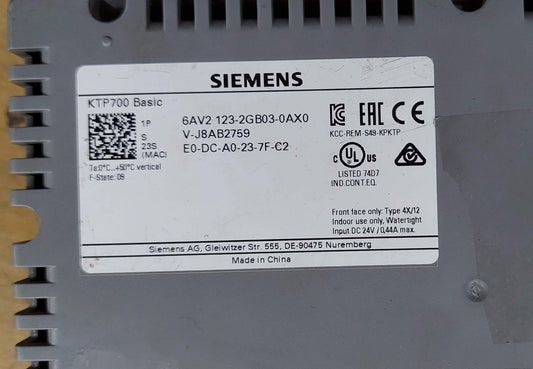 SIEMENS
KTP700 Basic
1P 6AV2 123-2GB03-0AX0
S V-J8AB2759
23S (MAC) E0-DC-A0-23-7F-C2
KCC-REM-S49-KPKTP
Ta:0°C...+50°C vertical
F-State: 09
c UL US
LISTED 74D7
IND.CONT.EQ.
Front face only: Type 4X/12
Indoor use only, Watertight
Input DC 24V / 0,44A max.
Siemens AG, Gleiwitzer Str. 555, DE-90475 Nuremberg
Made in China